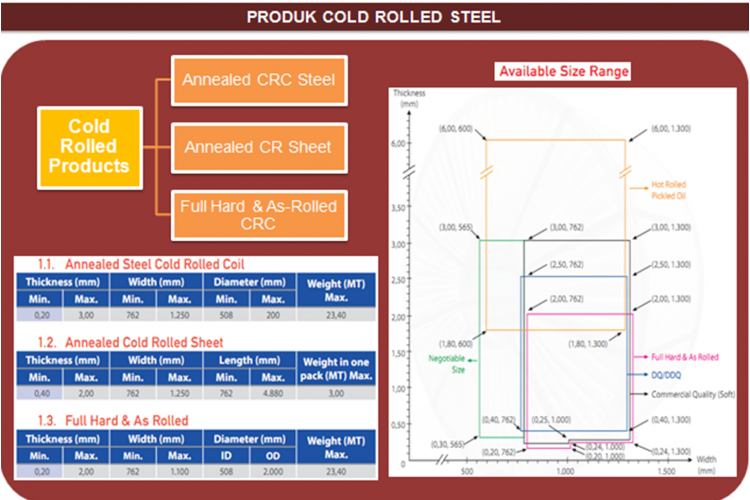 PRODUK COLD ROLLED STEEL
Cold
Rolled
Products
Annealed CRC Steel
Annealed CR Sheet
Full Hard & As-Rolled
CRC
1.1. Annealed Steel Cold Rolled Coil
Thickness (mm) Width (mm) Diameter (mm) Weight (MT)
Min. Max. Min. Max. Min. Max. Max.
0,20 3,00 762 1.250 508 200 23,40
1.2. Annealed Cold Rolled Sheet
Thickness (mm) Width (mm) Length (mm) Weight in one
Min. Max. Min. Max. Min. Max. pack (MT) Max.
0,40 2,00 762 1.250 762 4.880 3,00
1.3. Full Hard & As Rolled
Thickness (mm) Width (mm) Diameter (mm) Weight (MT)
Min. Max. Min. Max. ID OD Max.
0,20 2,00 762 1.100 508 2.000 23,40
Available Size Range
Thickness
(mm)
(6,00, 600) (6,00, 1.300)
6,00
Hot Rolled
Pickled Oil
3,50
(3,00, 565) (3,00, 762) (3,00, 1.300)
3,00
(2,50, 762) (2,50, 1.300)
2,50
(2,00, 762) (2,00, 1.300)
2,00
(1,80, 600) (1,80, 1.300)
1,50
Negotiable
Size
Full Hard & As Rolled
DQ/DDQ
1,00
Commercial Quality (Soft)
0,50
(0,40, 762) (0,25, 1.000) (0,40, 1.300)
(0,30, 565) (0,20, 762) (0,24, 1.000) (0,24, 1.300)
(0,20, 1.000)
0
500 1.000 1.500
Width
(mm)